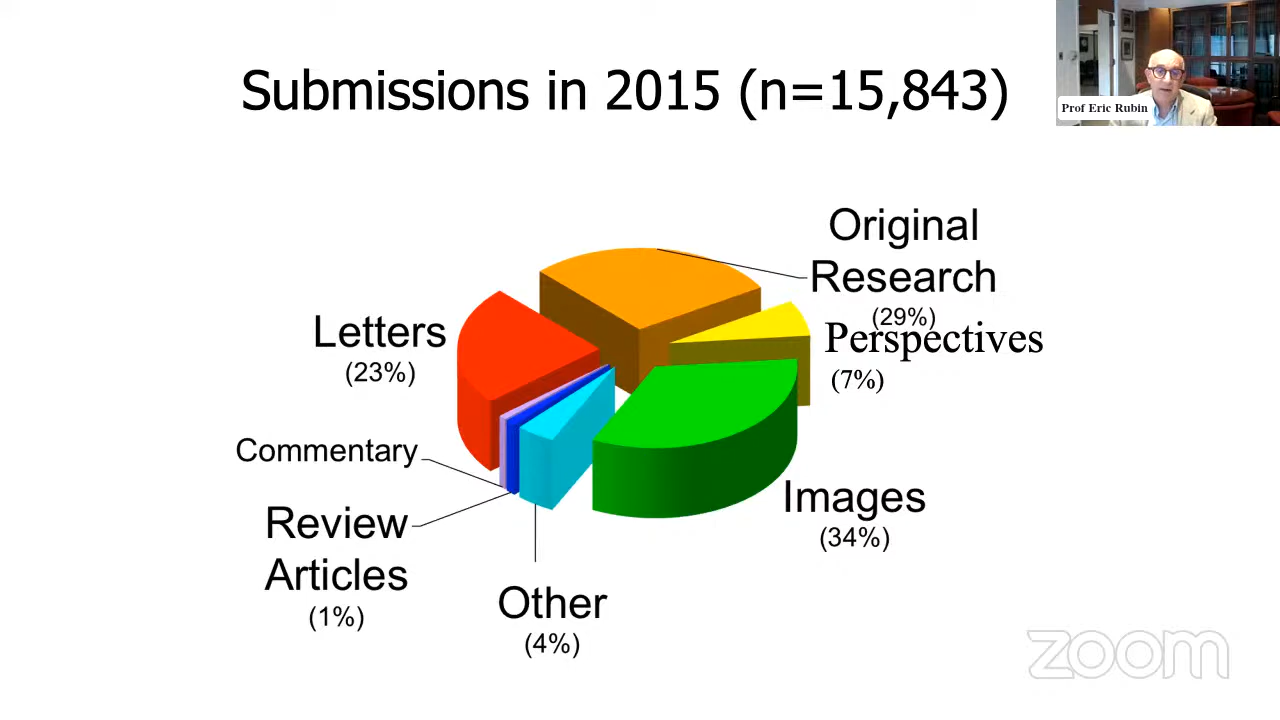 Submissions in 2015 (n=15,843)
Prof Eric Rubin
Original
Research
(29%)
Perspectives
(7%)
Letters
(23%)
Commentary
Images
(34%)
Review
Articles
(1%)
Other
(4%)
zoom